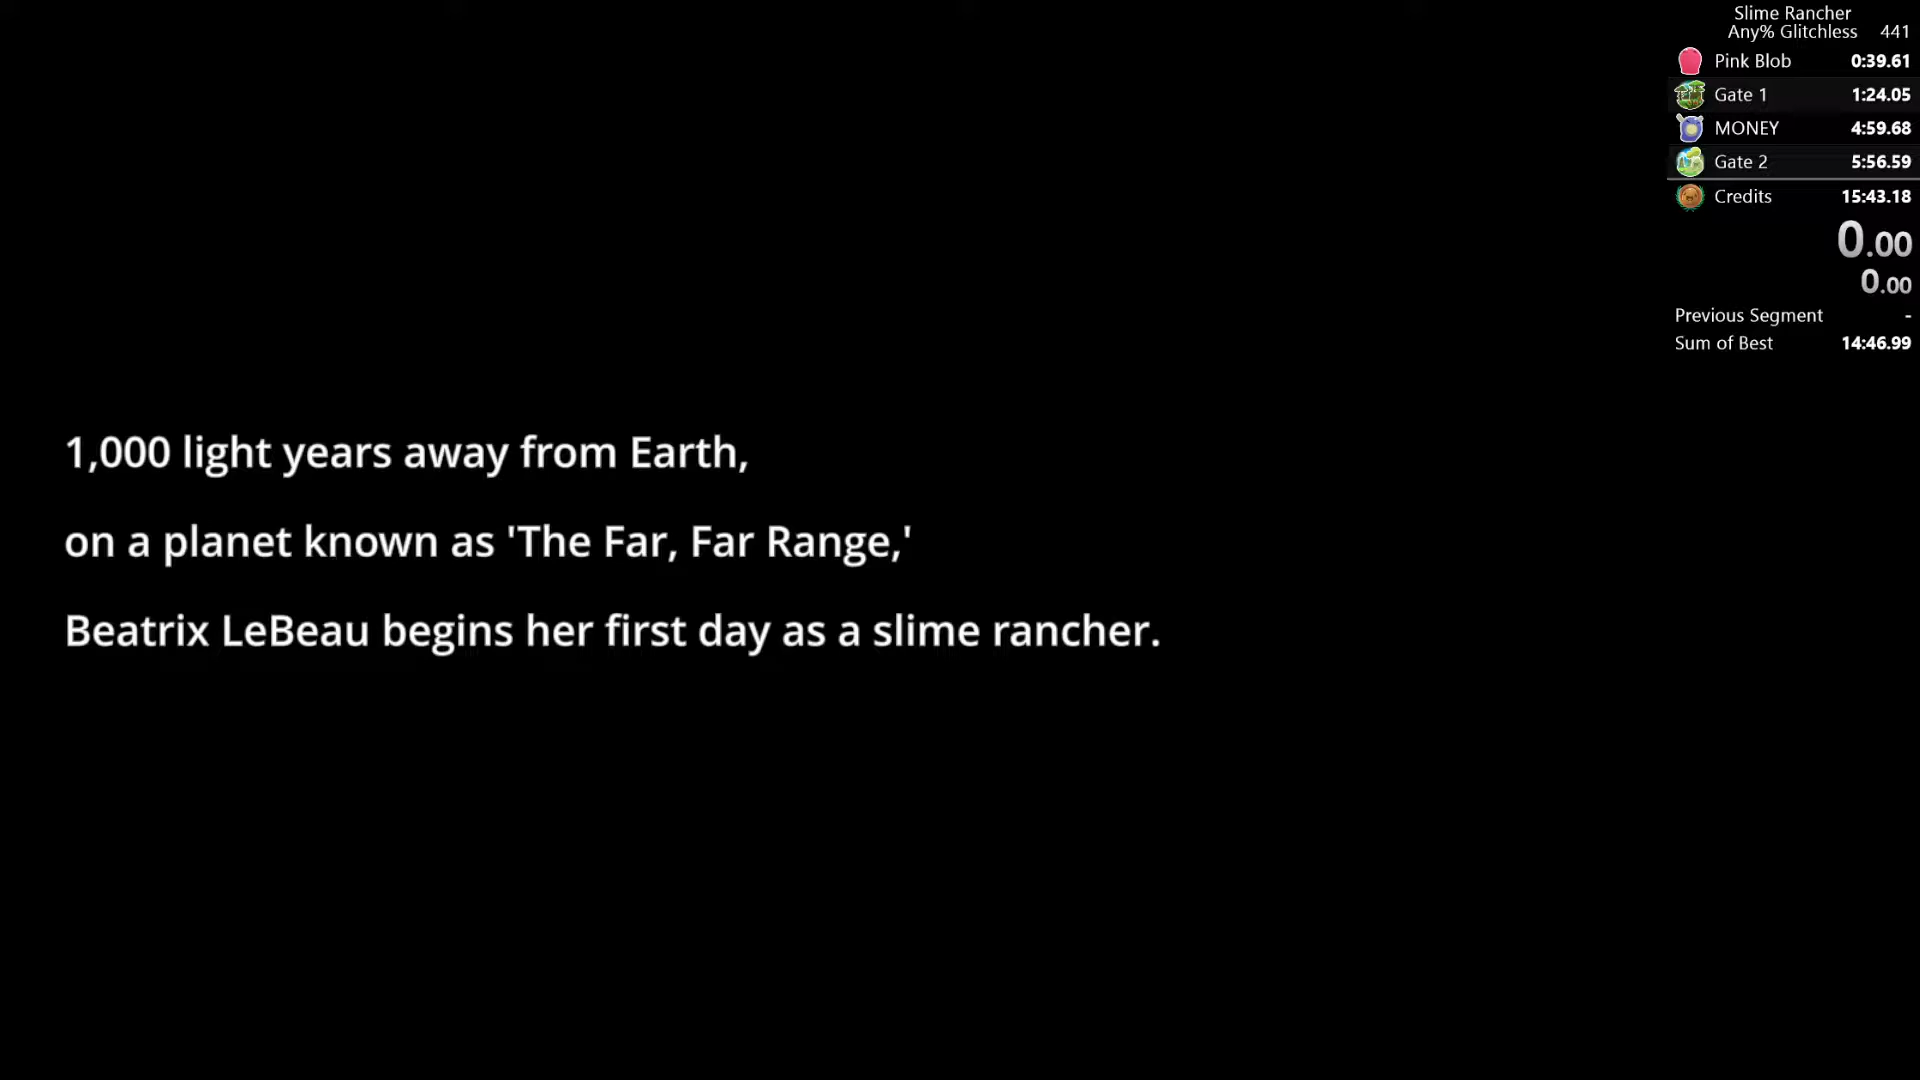 Slime Rancher
Any% Glitchless 441
Pink Blob 0:39.61
Gate 1 1:24.05
MONEY 4:59.68
Gate 2 5:56.59
Credits 15:43.18
0.00
0.00
Previous Segment -
Sum of Best 14:46.99
1,000 light years away from Earth,
on a planet known as 'The Far, Far Range,'
Beatrix LeBeau begins her first day as a slime rancher.